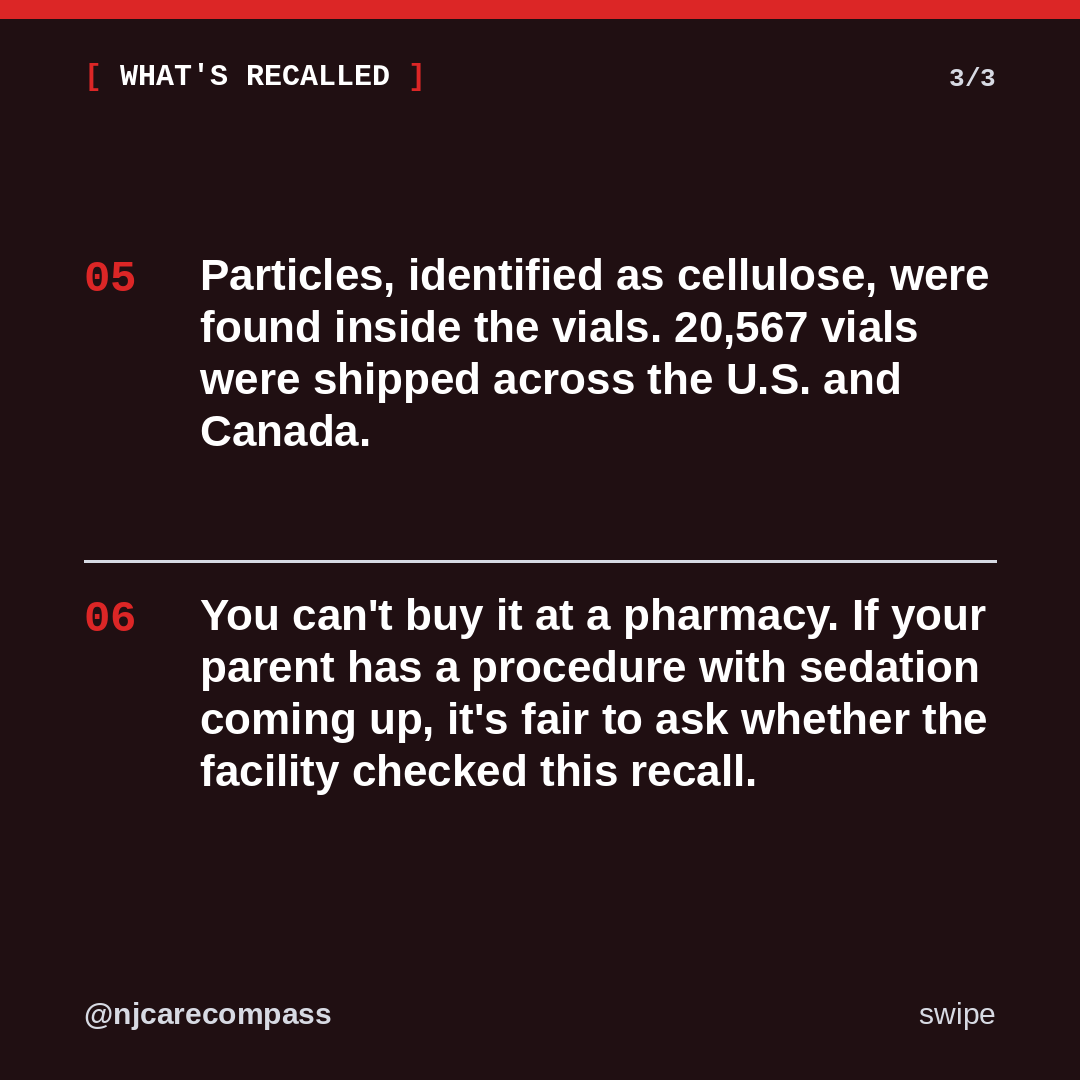 [ WHAT'S RECALLED ]
3/3
05
Particles, identified as cellulose, were
found inside the vials. 20,567 vials
were shipped across the U.S. and
Canada.
06
You can't buy it at a pharmacy. If your
parent has a procedure with sedation
coming up, it's fair to ask whether the
facility checked this recall.
@njcarecompass
swipe